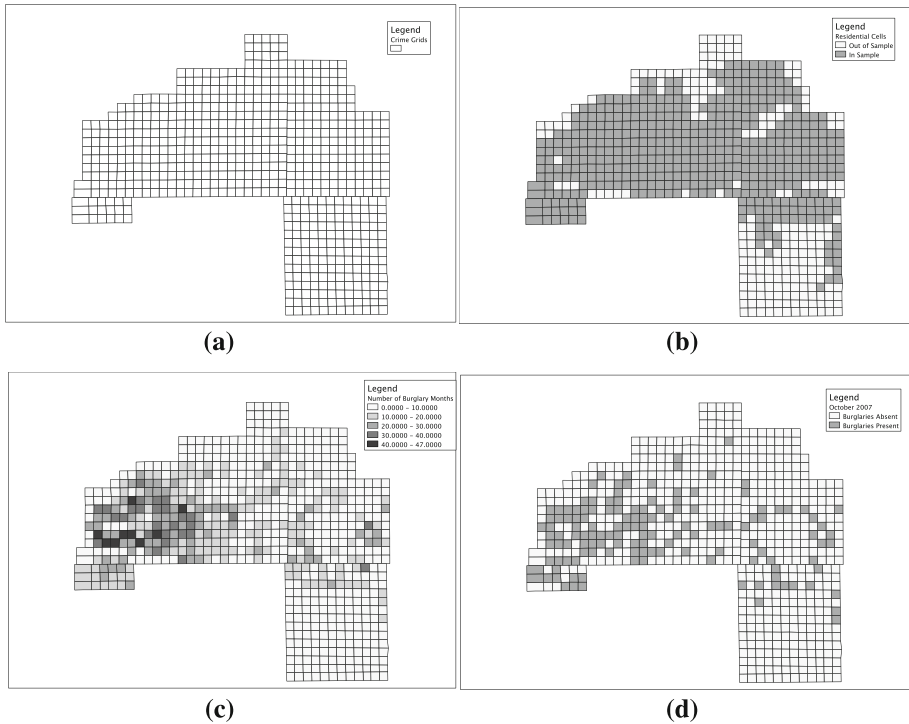 Legend
Crime Grids
(a)
Legend
Residential Cells
Out of Sample
In Sample
(b)
Legend
Number of Burglary Months
0.0000 - 10.0000
10.0000 - 20.0000
20.0000 - 30.0000
30.0000 - 40.0000
40.0000 - 47.0000
(c)
Legend
October 2007
Burglaries Absent
Burglaries Present
(d)